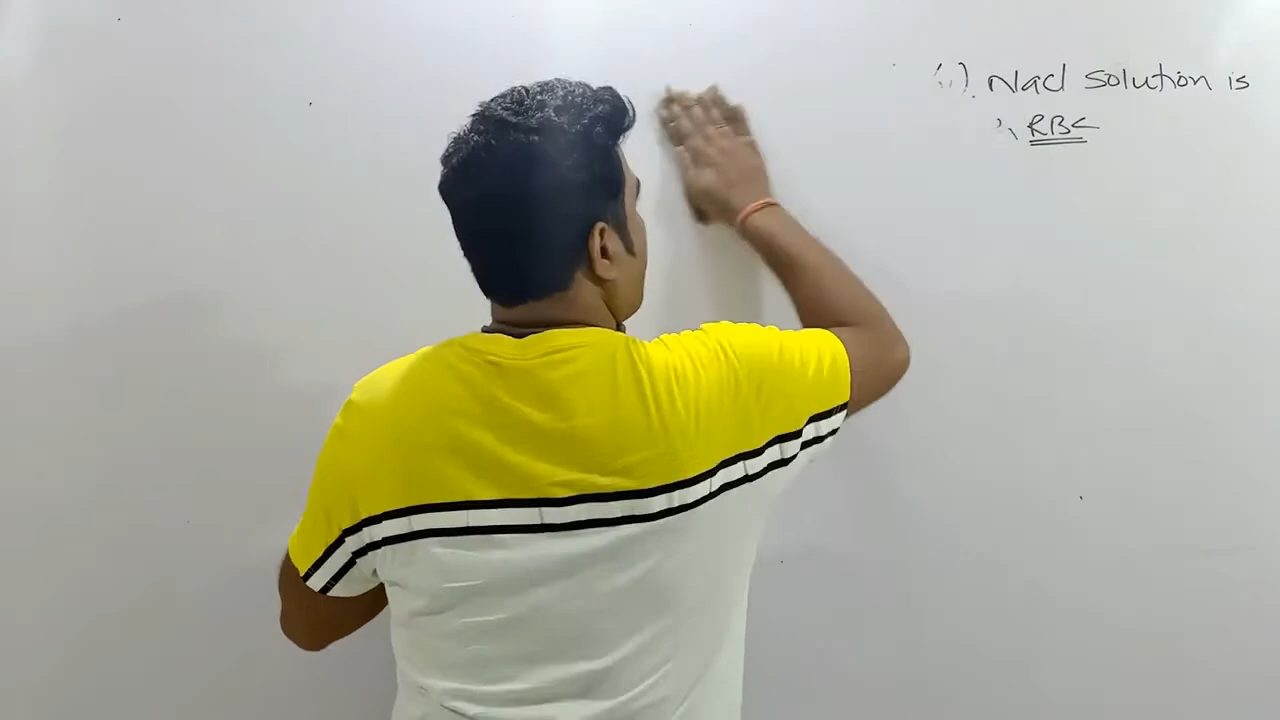 (i). Nacl solution is
RBC